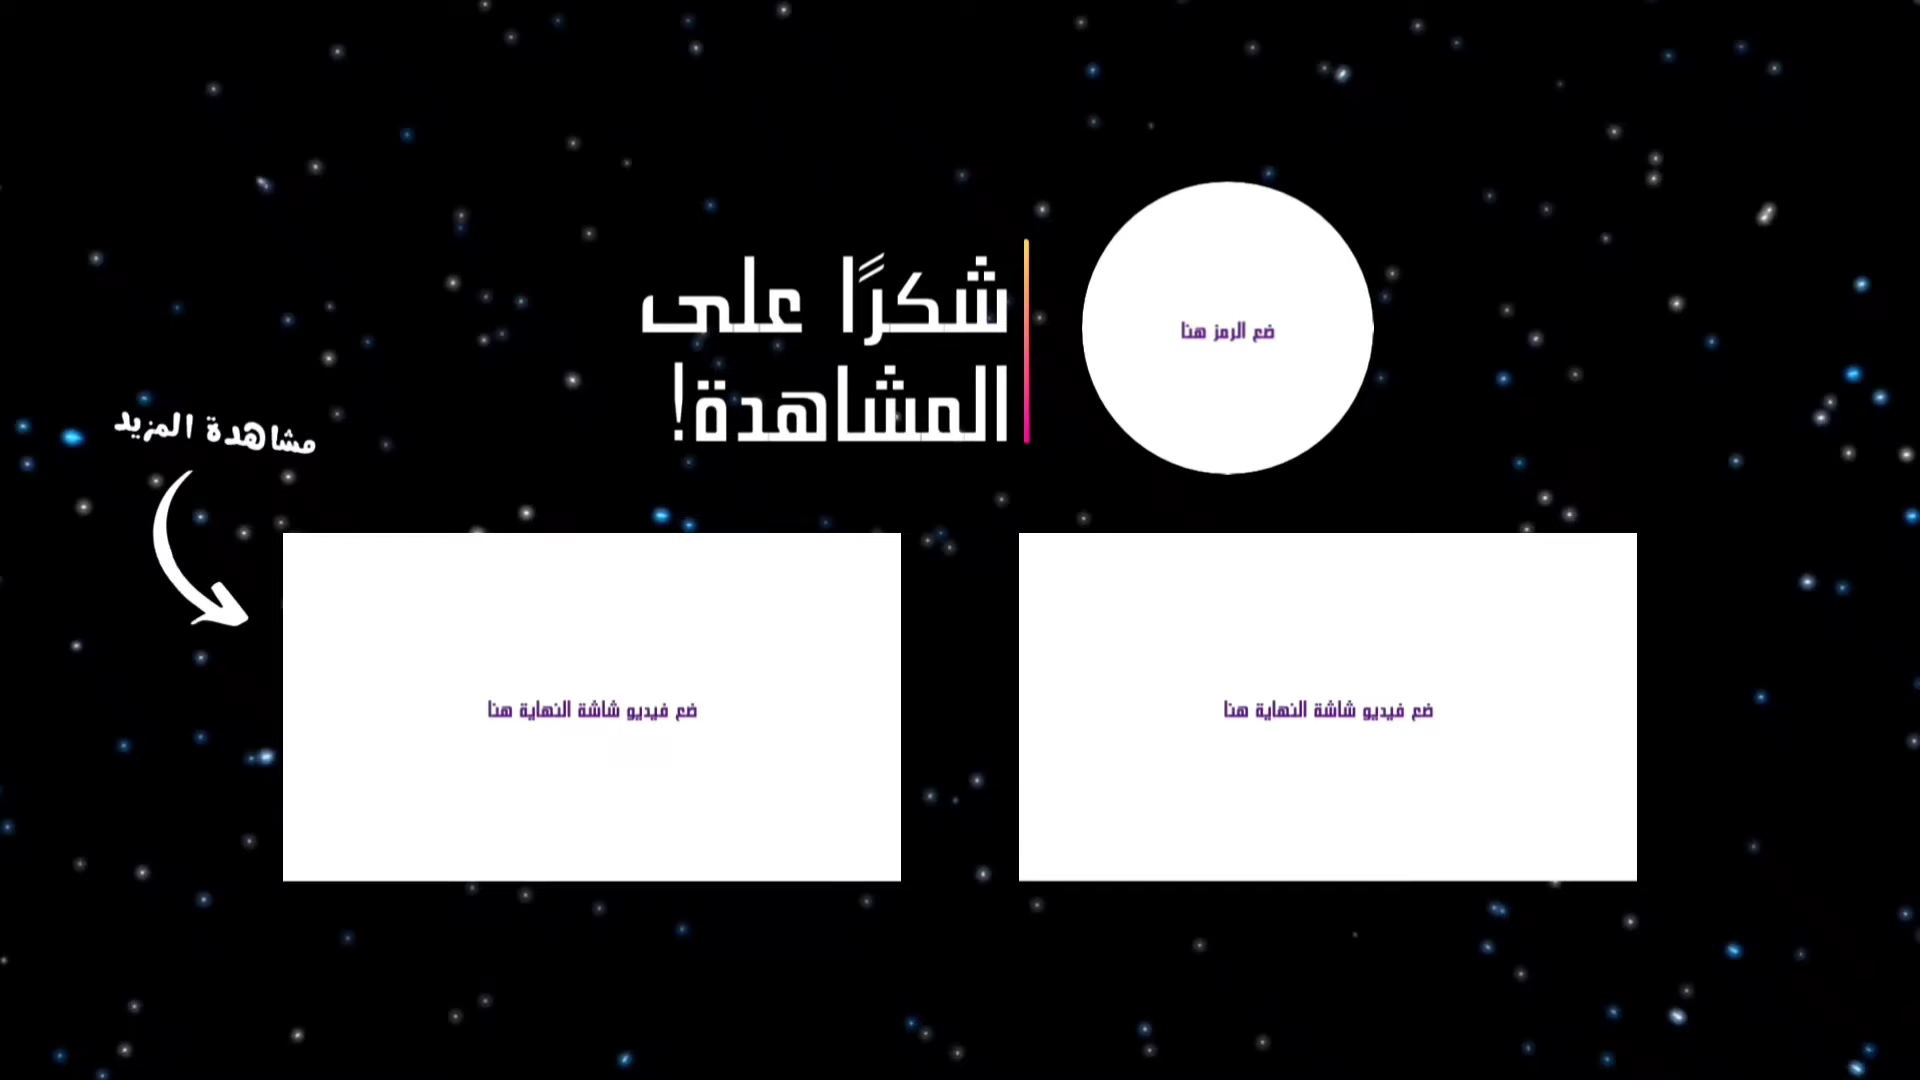 ضع الرمز هنا
شكرًا على
المشاهدة!
مشاهدة المزيد
ضع فيديو شاشة النهاية هنا
ضع فيديو شاشة النهاية هنا